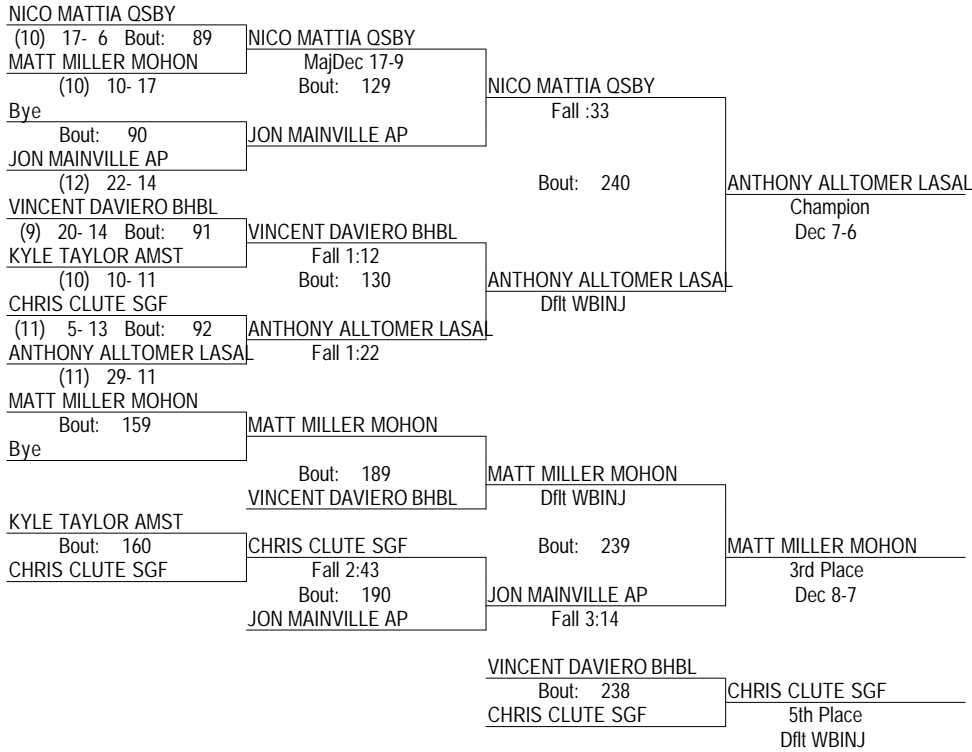 NICO MATTIA QSBY
(10) 17- 6 Bout: 89 NICO MATTIA QSBY
MATT MILLER MOHON MajDec 17-9
(10) 10- 17 Bout: 129 NICO MATTIA QSBY
Bye Fall :33
Bout: 90 JON MAINVILLE AP
JON MAINVILLE AP
(12) 22- 14 Bout: 240 ANTHONY ALLTOMER LASAL
VINCENT DAVIERO BHBL Champion
(9) 20- 14 Bout: 91 VINCENT DAVIERO BHBL Dec 7-6
KYLE TAYLOR AMST Fall 1:12
(10) 10- 11 Bout: 130 ANTHONY ALLTOMER LASAL
CHRIS CLUTE SGF Dflt WBINJ
(11) 5- 13 Bout: 92 ANTHONY ALLTOMER LASAL
ANTHONY ALLTOMER LASAL Fall 1:22
(11) 29- 11
MATT MILLER MOHON
Bout: 159 MATT MILLER MOHON
Bye
Bout: 189 MATT MILLER MOHON
VINCENT DAVIERO BHBL Dflt WBINJ
KYLE TAYLOR AMST
Bout: 160 CHRIS CLUTE SGF Bout: 239 MATT MILLER MOHON
CHRIS CLUTE SGF Fall 2:43 3rd Place
Bout: 190 JON MAINVILLE AP Dec 8-7
JON MAINVILLE AP Fall 3:14
VINCENT DAVIERO BHBL
Bout: 238 CHRIS CLUTE SGF
CHRIS CLUTE SGF 5th Place
Dflt WBINJ